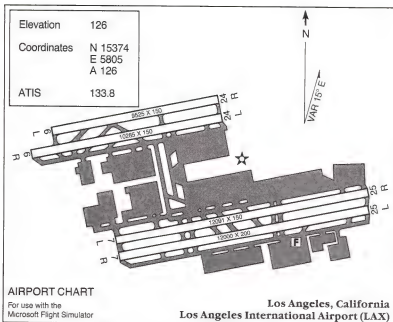 Elevation 126
Coordinates N 15374
E 5805
A 126
ATIS 133.8
N
VAR 15° E
8925 X 150
10285 X 150
24 R
24 L
6 L
6 R
25 R
25 L
12091 X 150
12000 X 200
7 L
7 R
F
AIRPORT CHART
For use with the
Microsoft Flight Simulator
Los Angeles, California
Los Angeles International Airport (LAX)